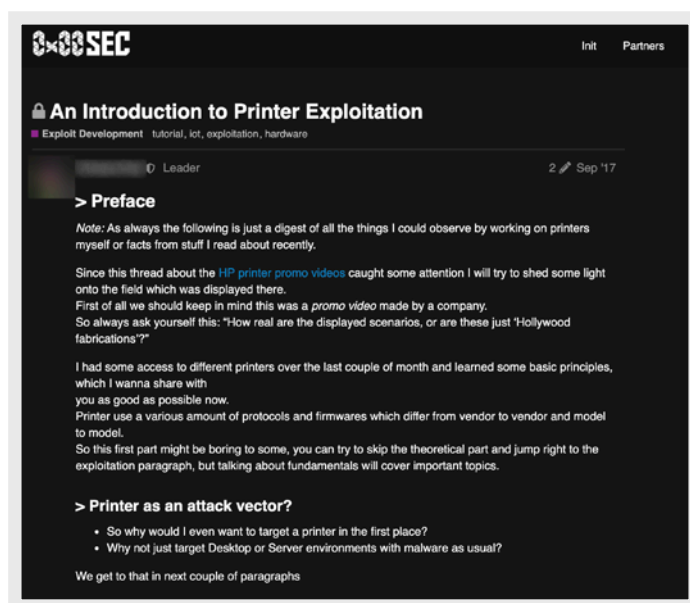 0x00SEC
Init Partners
An Introduction to Printer Exploitation
Exploit Development tutorial, iot, exploitation, hardware
Leader 2 Sep '17
> Preface
Note: As always the following is just a digest of all the things I could observe by working on printers
myself or facts from stuff I read about recently.
Since this thread about the HP printer promo videos caught some attention I will try to shed some light
onto the field which was displayed there.
First of all we should keep in mind this was a promo video made by a company.
So always ask yourself this: "How real are the displayed scenarios, or are these just 'Hollywood
fabrications'?"
I had some access to different printers over the last couple of month and learned some basic principles,
which I wanna share with
you as good as possible now.
Printer use a various amount of protocols and firmwares which differ from vendor to vendor and model
to model.
So this first part might be boring to some, you can try to skip the theoretical part and jump right to the
exploitation paragraph, but talking about fundamentals will cover important topics.
> Printer as an attack vector?
• So why would I even want to target a printer in the first place?
• Why not just target Desktop or Server environments with malware as usual?
We get to that in next couple of paragraphs